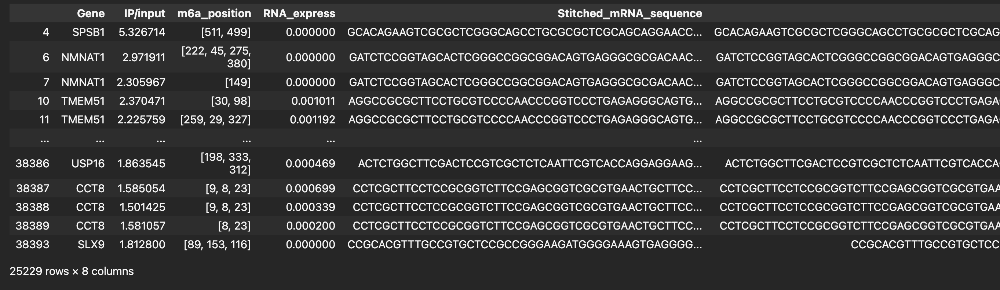 Gene IP/input m6a_position RNA_express Stitched_mRNA_sequence
4 SPSB1 5.326714 [511, 499] 0.000000 GCACAGAAGTCGCGCTCGGGCAGCCTGCGCGCTCGCAGCAGGAACC... GCACAGAAGTCGCGCTCGGGCAGCCTGCGCGCTCGCAG
6 NMNAT1 2.971911 [222, 45, 275, 380] 0.000000 GATCTCCGGTAGCACTCGGGCCGGCGGACAGTGAGGGCGCGACAAC... GATCTCCGGTAGCACTCGGGCCGGCGGACAGTGAGGGC
7 NMNAT1 2.305967 [149] 0.000000 GATCTCCGGTAGCACTCGGGCCGGCGGACAGTGAGGGCGCGACAAC... GATCTCCGGTAGCACTCGGGCCGGCGGACAGTGAGGGC
10 TMEM51 2.370471 [30, 98] 0.001011 AGGCCGCGCTTCCTGCGTCCCCAACCCGGTCCCTGAGAGGGCAGTG... AGGCCGCGCTTCCTGCGTCCCCAACCCGGTCCCTGAGA
11 TMEM51 2.225759 [259, 29, 327] 0.001192 AGGCCGCGCTTCCTGCGTCCCCAACCCGGTCCCTGAGAGGGCAGTG... AGGCCGCGCTTCCTGCGTCCCCAACCCGGTCCCTGAGA
... ... ... ... ... ...
38386 USP16 1.863545 [198, 333, 312] 0.000469 ACTCTGGCTTCGACTCCGTCGCTCTCAATTCGTCACCAGGAGGAAG... ACTCTGGCTTCGACTCCGTCGCTCTCAATTCGTCACCA
38387 CCT8 1.585054 [9, 8, 23] 0.000699 CCTCGCTTCCTCCGCGGTCTTCCGAGCGGTCGCGTGAACTGCTTCC... CCTCGCTTCCTCCGCGGTCTTCCGAGCGGTCGCGTGAA
38388 CCT8 1.501425 [9, 8, 23] 0.000339 CCTCGCTTCCTCCGCGGTCTTCCGAGCGGTCGCGTGAACTGCTTCC... CCTCGCTTCCTCCGCGGTCTTCCGAGCGGTCGCGTGAA
38389 CCT8 1.581057 [8, 23] 0.000200 CCTCGCTTCCTCCGCGGTCTTCCGAGCGGTCGCGTGAACTGCTTCC... CCTCGCTTCCTCCGCGGTCTTCCGAGCGGTCGCGTGAA
38393 SLX9 1.812800 [89, 153, 116] 0.000000 CCGCACGTTTGCCGTGCTCCGCCGGGAAGATGGGGAAAGTGAGGGG... CCGCACGTTTGCCGTGCTCC
25229 rows × 8 columns